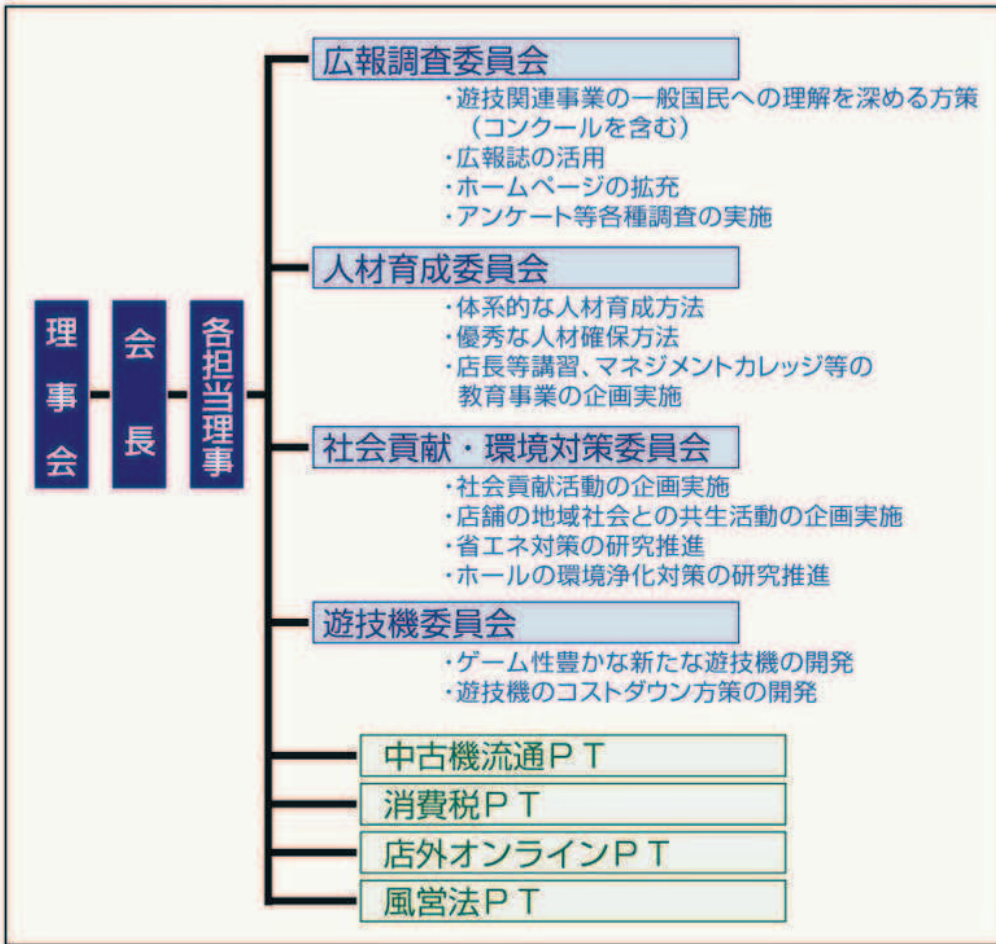 理事会
会長
各担当理事
広報調査委員会
・遊技関連事業の一般国民への理解を深める方策
（コンクールを含む）
・広報誌の活用
・ホームページの拡充
・アンケート等各種調査の実施
人材育成委員会
・体系的な人材育成方法
・優秀な人材確保方法
・店長等講習、マネジメントカレッジ等の
教育事業の企画実施
社会貢献・環境対策委員会
・社会貢献活動の企画実施
・店舗の地域社会との共生活動の企画実施
・省エネ対策の研究推進
・ホールの環境浄化対策の研究推進
遊技機委員会
・ゲーム性豊かな新たな遊技機の開発
・遊技機のコストダウン方策の開発
中古機流通ＰＴ
消費税ＰＴ
店外オンラインＰＴ
風営法ＰＴ